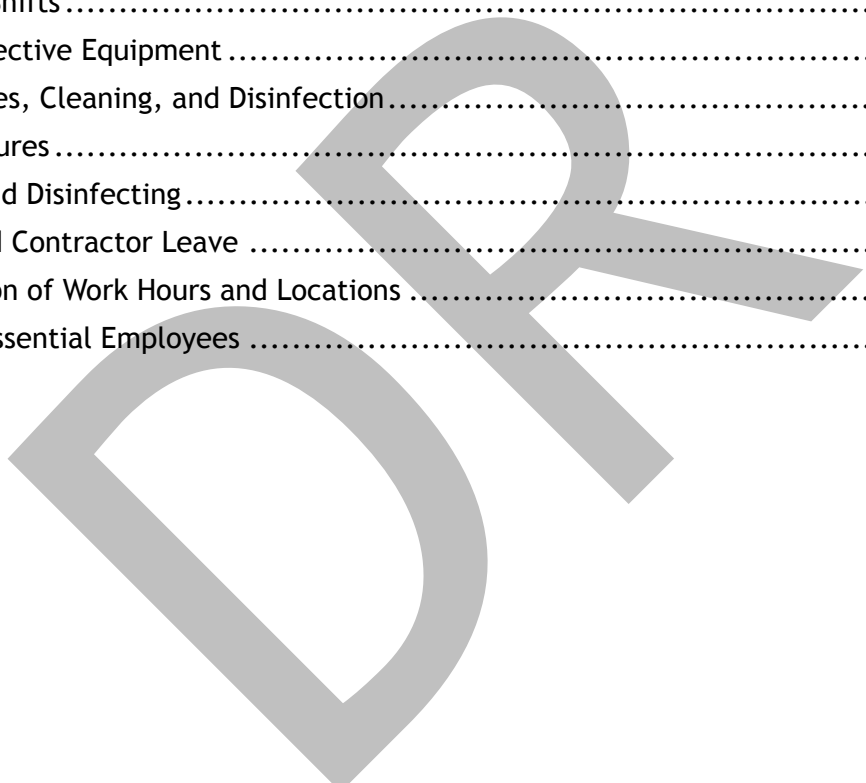 Shifts
ective Equipment
es, Cleaning, and Disinfection
ures
d Disinfecting
d Contractor Leave
on of Work Hours and Locations
ssential Employees
DR